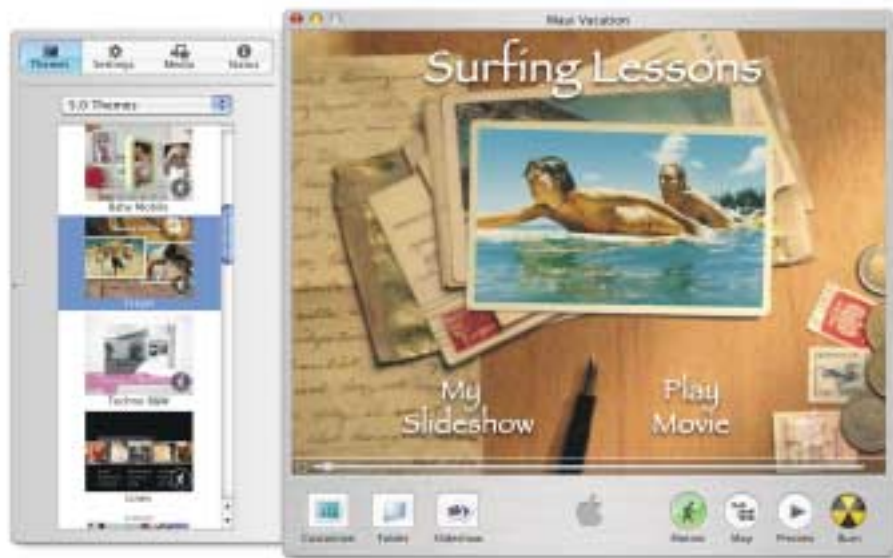 Maui Vacation
Themes Settings Media Status
5.0 Themes
Baby Mobile
Travel
Techno B&W
Surfing Lessons
My
Slideshow
Play
Movie
Customize Folder Slideshow Motion Map Preview Burn